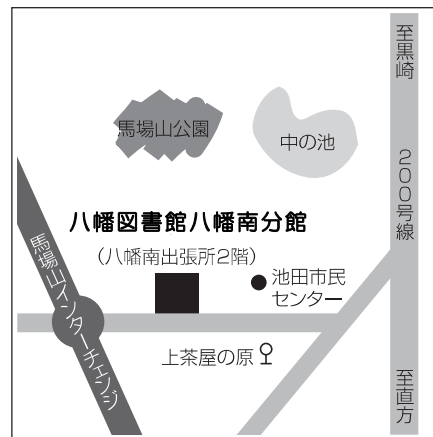 至黒崎
馬場山公園
中の池
200号線
八幡図書館八幡南分館
(八幡南出張所2階)
池田市民
センター
馬場山インターチェンジ
上茶屋の原
至直方